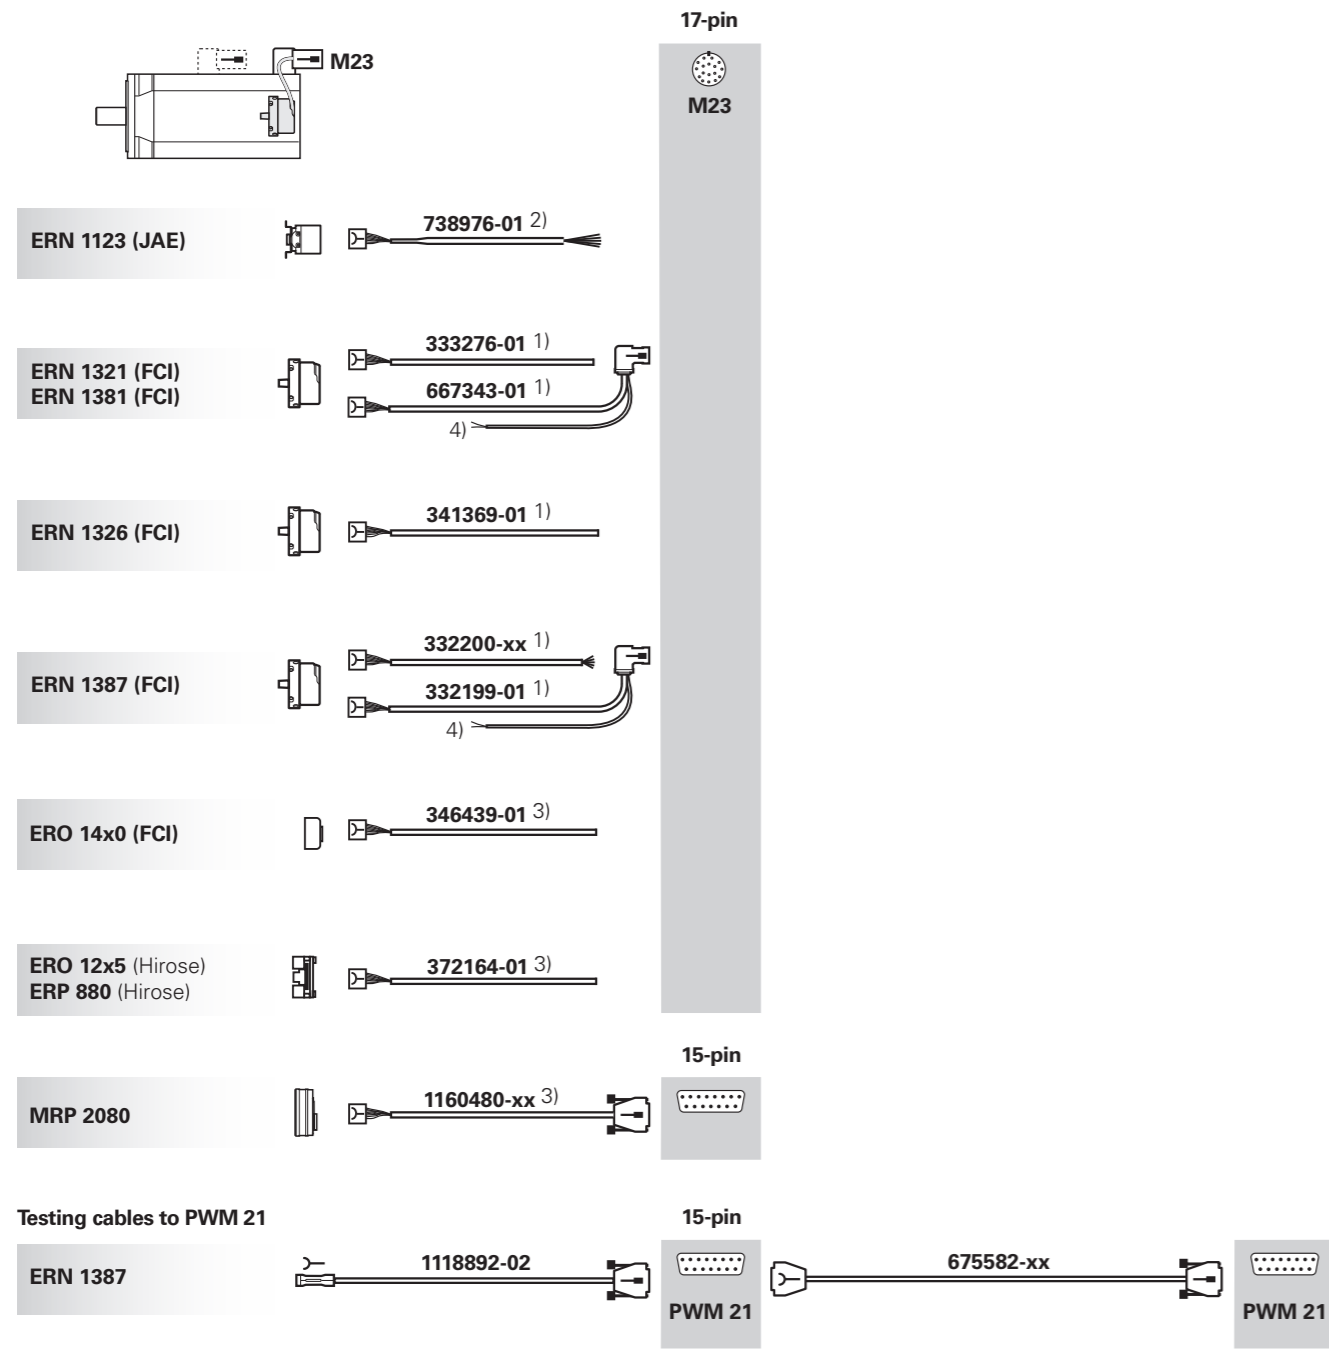 17-pin
M23
M23
ERN 1123 (JAE)
738976-01 2)
ERN 1321 (FCI)
ERN 1381 (FCI)
333276-01 1)
667343-01 1)
4)
ERN 1326 (FCI)
341369-01 1)
ERN 1387 (FCI)
332200-xx 1)
332199-01 1)
4)
ERO 14x0 (FCI)
346439-01 3)
ERO 12x5 (Hirose)
ERP 880 (Hirose)
372164-01 3)
15-pin
MRP 2080
1160480-xx 3)
Testing cables to PWM 21
15-pin
ERN 1387
1118892-02
PWM 21
675582-xx
PWM 21